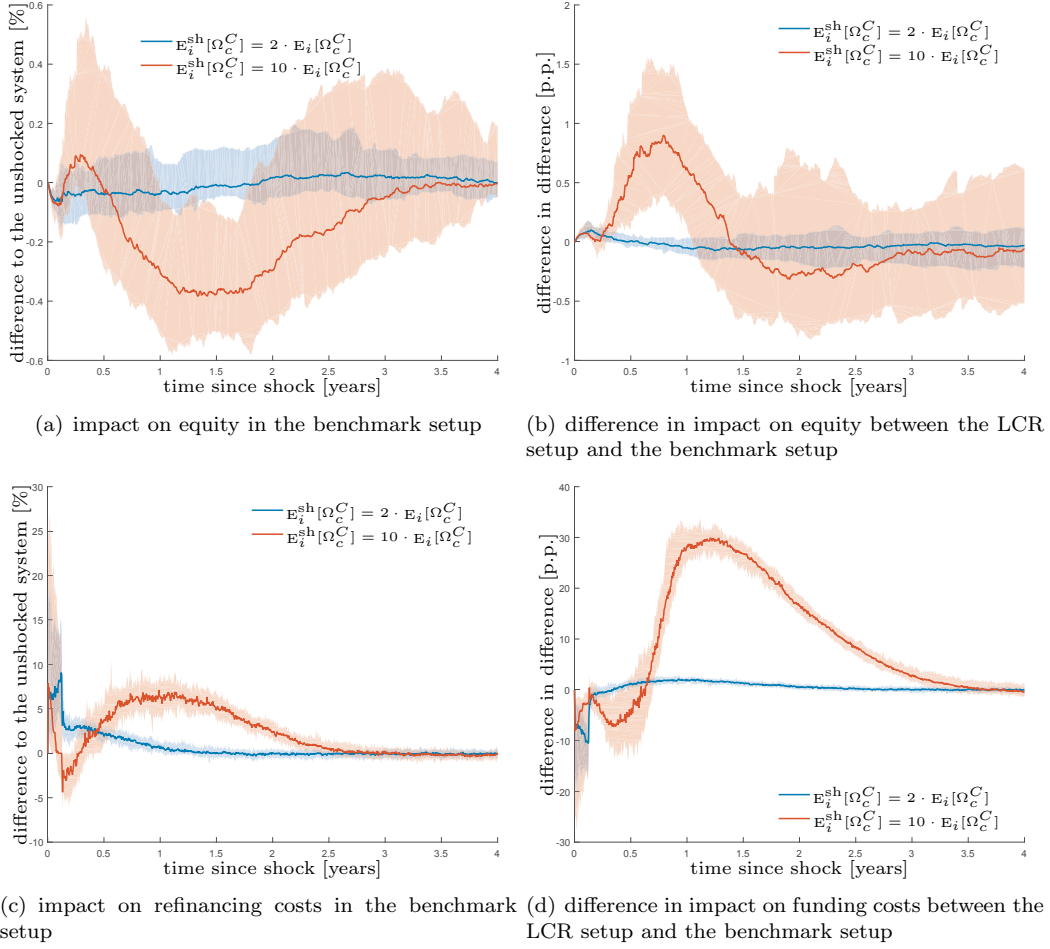 difference to the unshocked system [%]
0.6
0.4
0.2
0
-0.2
-0.4
-0.6
E_i^sh[Ω_c^C] = 2 · E_i[Ω_c^C]
E_i^sh[Ω_c^C] = 10 · E_i[Ω_c^C]
0 0.5 1 1.5 2 2.5 3 3.5 4
time since shock [years]
(a) impact on equity in the benchmark setup
difference in difference [p.p.]
2
1.5
1
0.5
0
-0.5
-1
E_i^sh[Ω_c^C] = 2 · E_i[Ω_c^C]
E_i^sh[Ω_c^C] = 10 · E_i[Ω_c^C]
0 0.5 1 1.5 2 2.5 3 3.5 4
time since shock [years]
(b) difference in impact on equity between the LCR
setup and the benchmark setup
difference to the unshocked system [%]
30
25
20
15
10
5
0
-5
-10
E_i^sh[Ω_c^C] = 2 · E_i[Ω_c^C]
E_i^sh[Ω_c^C] = 10 · E_i[Ω_c^C]
0 0.5 1 1.5 2 2.5 3 3.5 4
time since shock [years]
(c) impact on refinancing costs in the benchmark
setup
difference in difference [p.p.]
40
30
20
10
0
-10
-20
-30
E_i^sh[Ω_c^C] = 2 · E_i[Ω_c^C]
E_i^sh[Ω_c^C] = 10 · E_i[Ω_c^C]
0 0.5 1 1.5 2 2.5 3 3.5 4
time since shock [years]
(d) difference in impact on funding costs between the
LCR setup and the benchmark setup